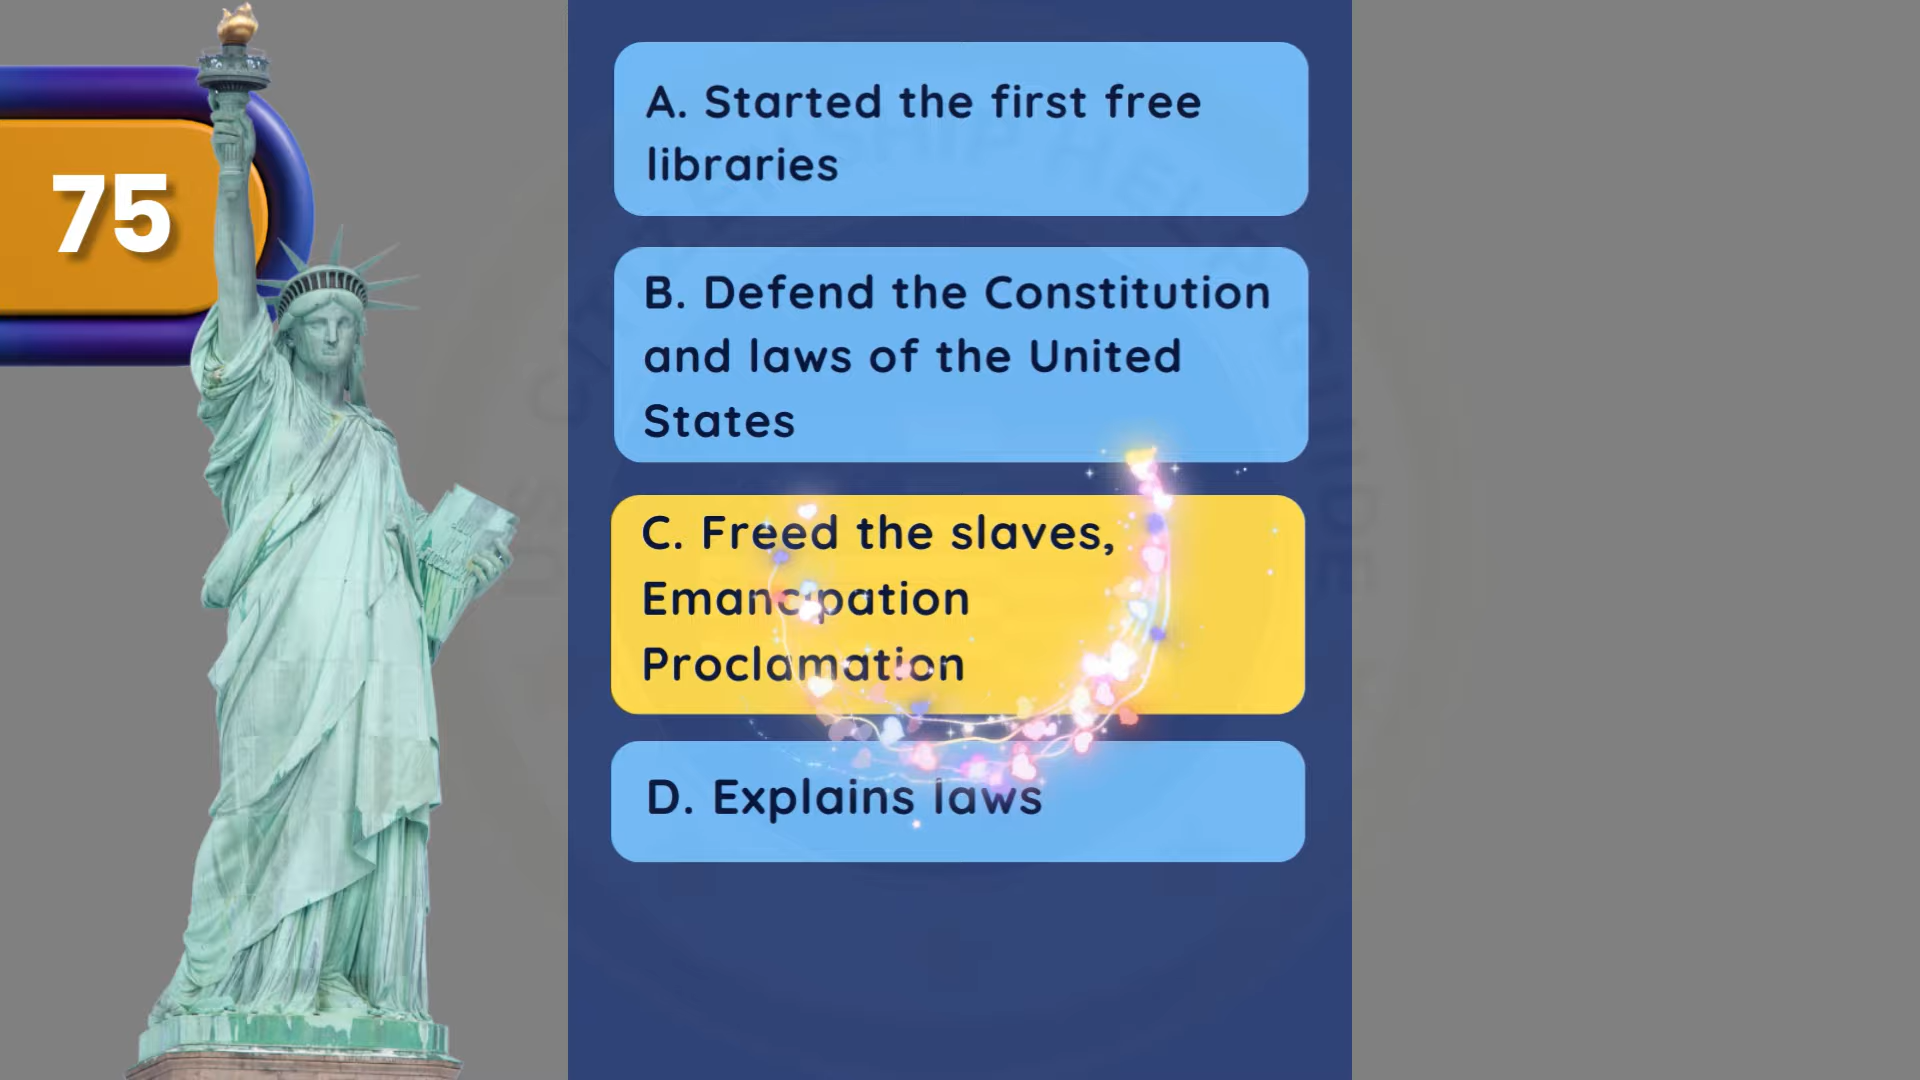 75
A. Started the first free
libraries
B. Defend the Constitution
and laws of the United
States
C. Freed the slaves,
Emancipation
Proclamation
D. Explains laws